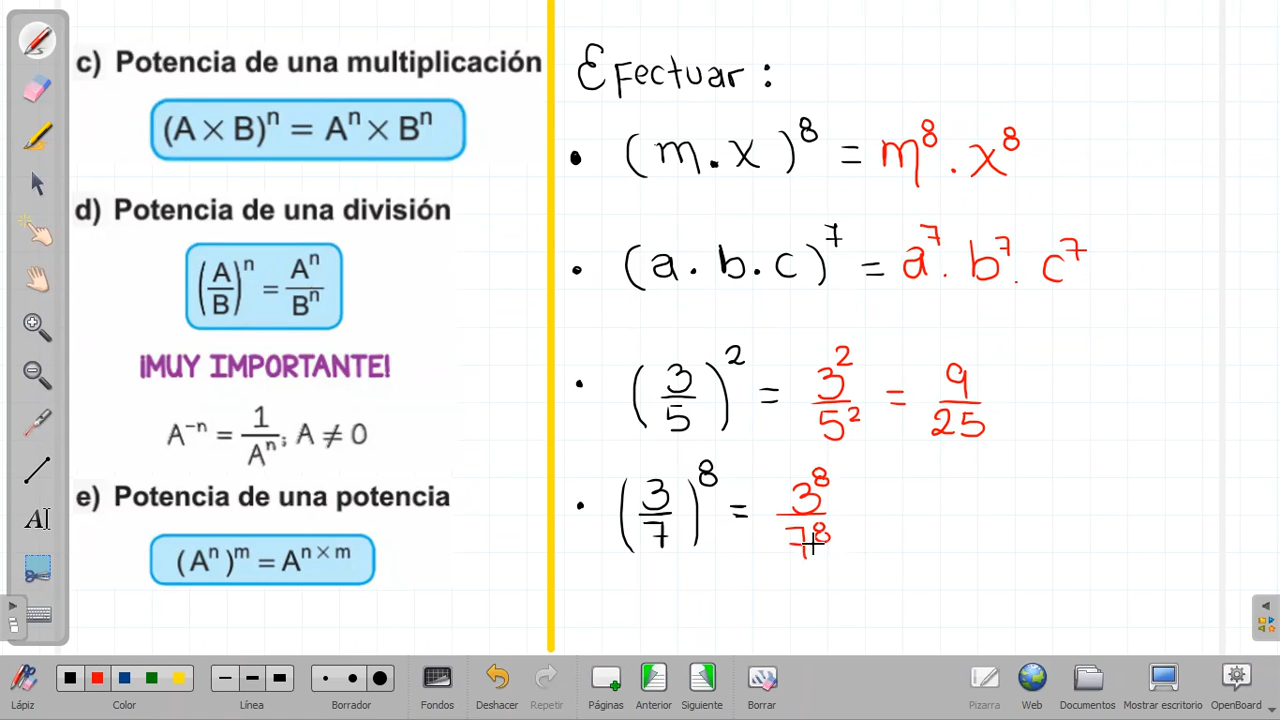 c) Potencia de una multiplicación
(A × B)ⁿ = Aⁿ × Bⁿ
d) Potencia de una división
(A/B)ⁿ = Aⁿ/Bⁿ
¡MUY IMPORTANTE!
A⁻ⁿ = 1/Aⁿ; A ≠ 0
e) Potencia de una potencia
(Aⁿ)ᵐ = Aⁿ ˣ ᵐ
Efectuar :
• (m . x)⁸ = m⁸ . x⁸
• (a . b . c)⁷ = a⁷ . b⁷ . c⁷
• (3/5)² = 3²/5² = 9/25
• (3/7)⁸ = 3⁸/7⁸
Lápiz Color Línea Borrador Fondos Deshacer Repetir Páginas Anterior Siguiente Borrar Pizarra Web Documentos Mostrar escritorio OpenBoard